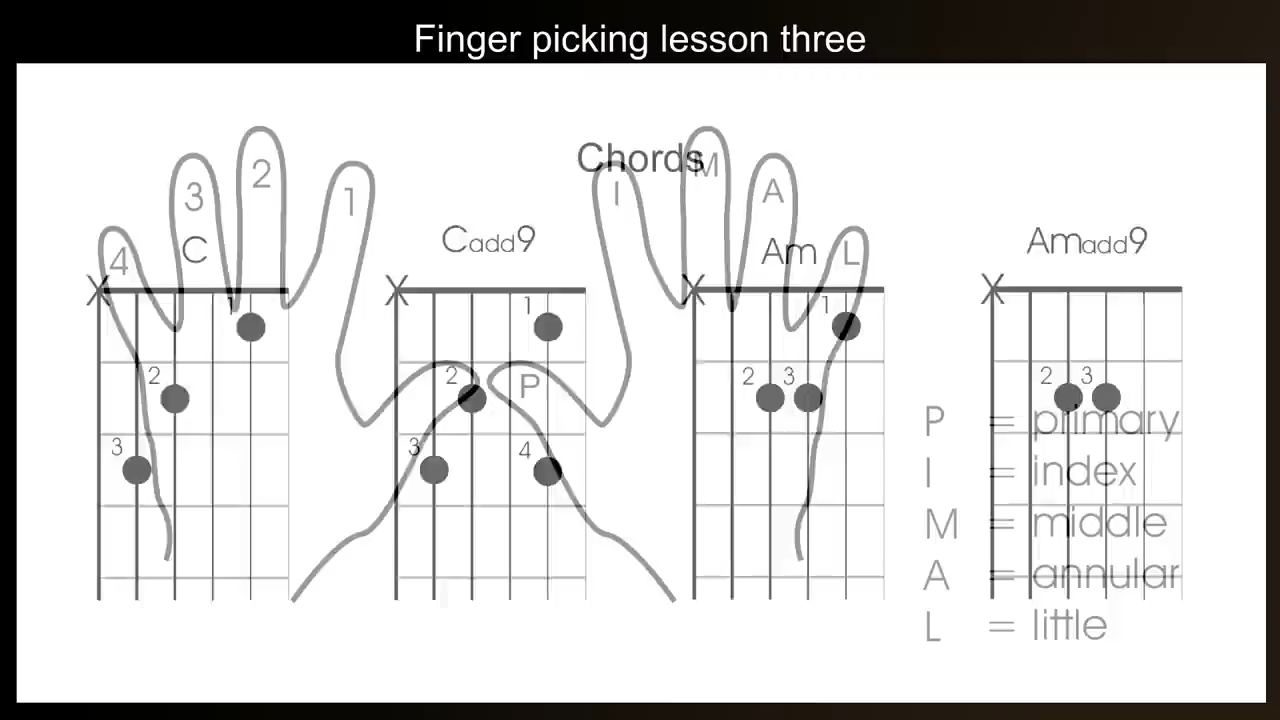 Finger picking lesson three
Chords
4 3 2 1 I M A L
C Cadd9 Am Amadd9
X X X X
1 1 1
2 2 P 2 3 2 3
3 3 4
P = primary
I = index
M = middle
A = annular
L = little